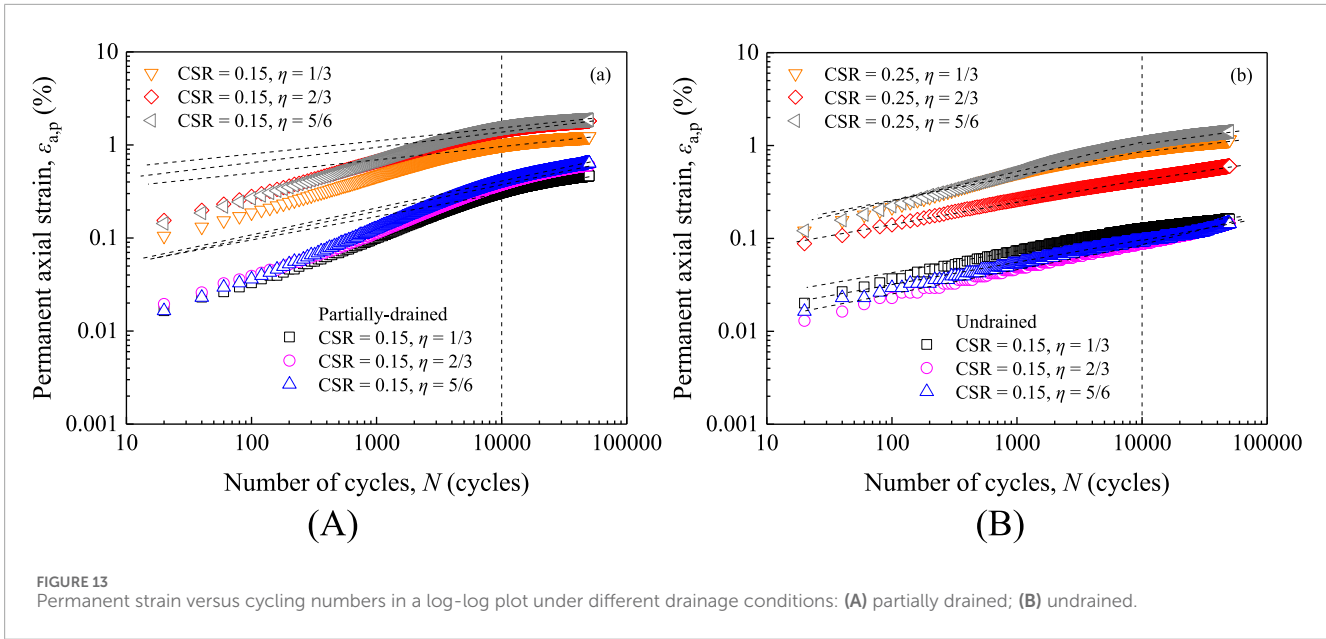 10
1
0.1
0.01
0.001
Permanent axial strain, εa,p (%)
CSR = 0.15, η = 1/3
CSR = 0.15, η = 2/3
CSR = 0.15, η = 5/6
(a)
Partially-drained
CSR = 0.15, η = 1/3
CSR = 0.15, η = 2/3
CSR = 0.15, η = 5/6
10 100 1000 10000 100000
Number of cycles, N (cycles)
(A)
10
1
0.1
0.01
0.001
Permanent axial strain, εa,p (%)
CSR = 0.25, η = 1/3
CSR = 0.25, η = 2/3
CSR = 0.25, η = 5/6
(b)
Undrained
CSR = 0.15, η = 1/3
CSR = 0.15, η = 2/3
CSR = 0.15, η = 5/6
10 100 1000 10000 100000
Number of cycles, N (cycles)
(B)
FIGURE 13
Permanent strain versus cycling numbers in a log-log plot under different drainage conditions: (A) partially drained; (B) undrained.